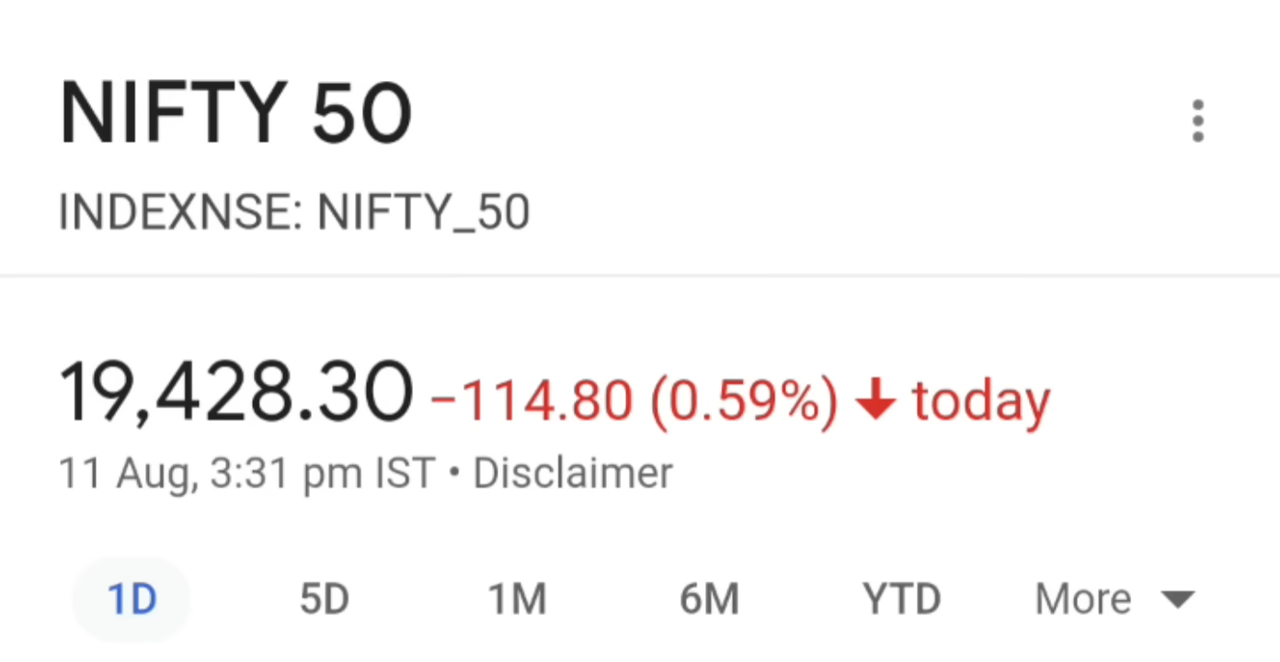 NIFTY 50
INDEXNSE: NIFTY_50
19,428.30 −114.80 (0.59%) ↓ today
11 Aug, 3:31 pm IST • Disclaimer
1D 5D 1M 6M YTD More